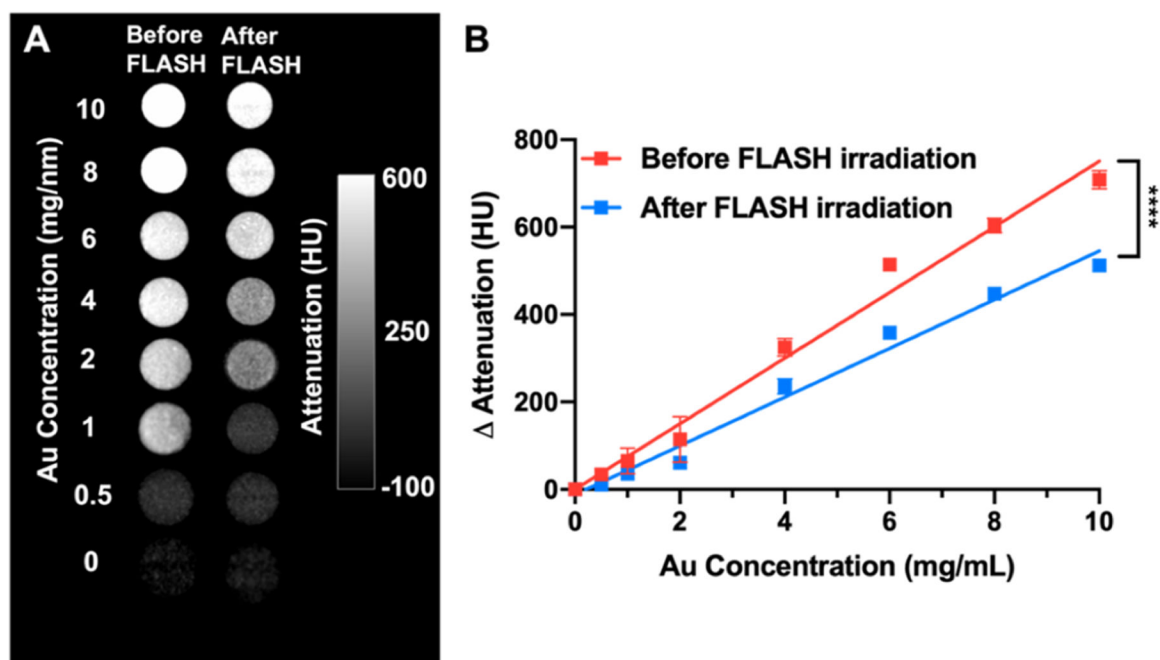 A
Before After
FLASH FLASH
Au Concentration (mg/nm)
10
8
6
4
2
1
0.5
0
Attenuation (HU)
600
250
-100
B
Δ Attenuation (HU)
800
600
400
200
0
Before FLASH irradiation
After FLASH irradiation
****
0 2 4 6 8 10
Au Concentration (mg/mL)